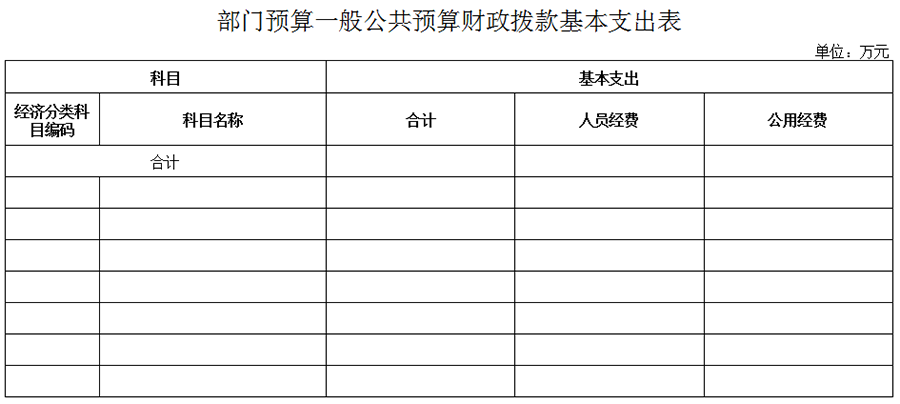 部门预算一般公共预算财政拨款基本支出表
单位：万元
科目
基本支出
经济分类科
目编码
科目名称
合计
人员经费
公用经费
合计